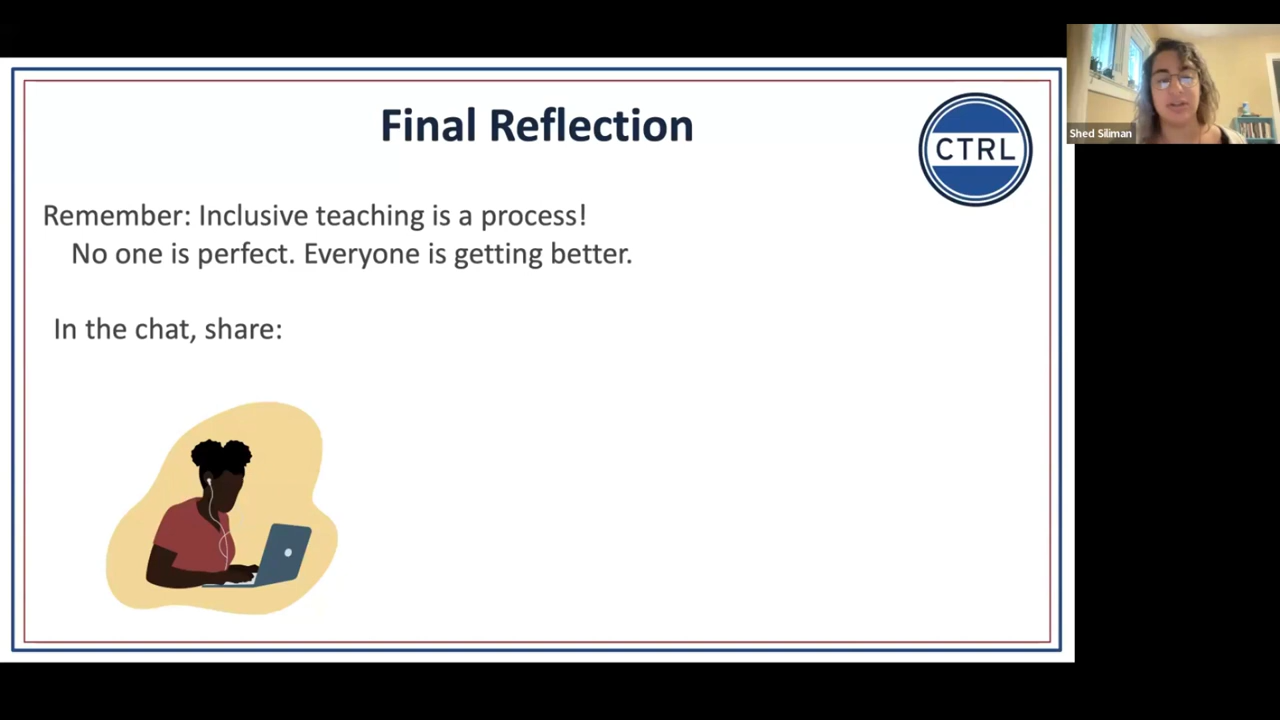 Final Reflection
CTRL
Shed Siliman
Remember: Inclusive teaching is a process!
No one is perfect. Everyone is getting better.
In the chat, share: